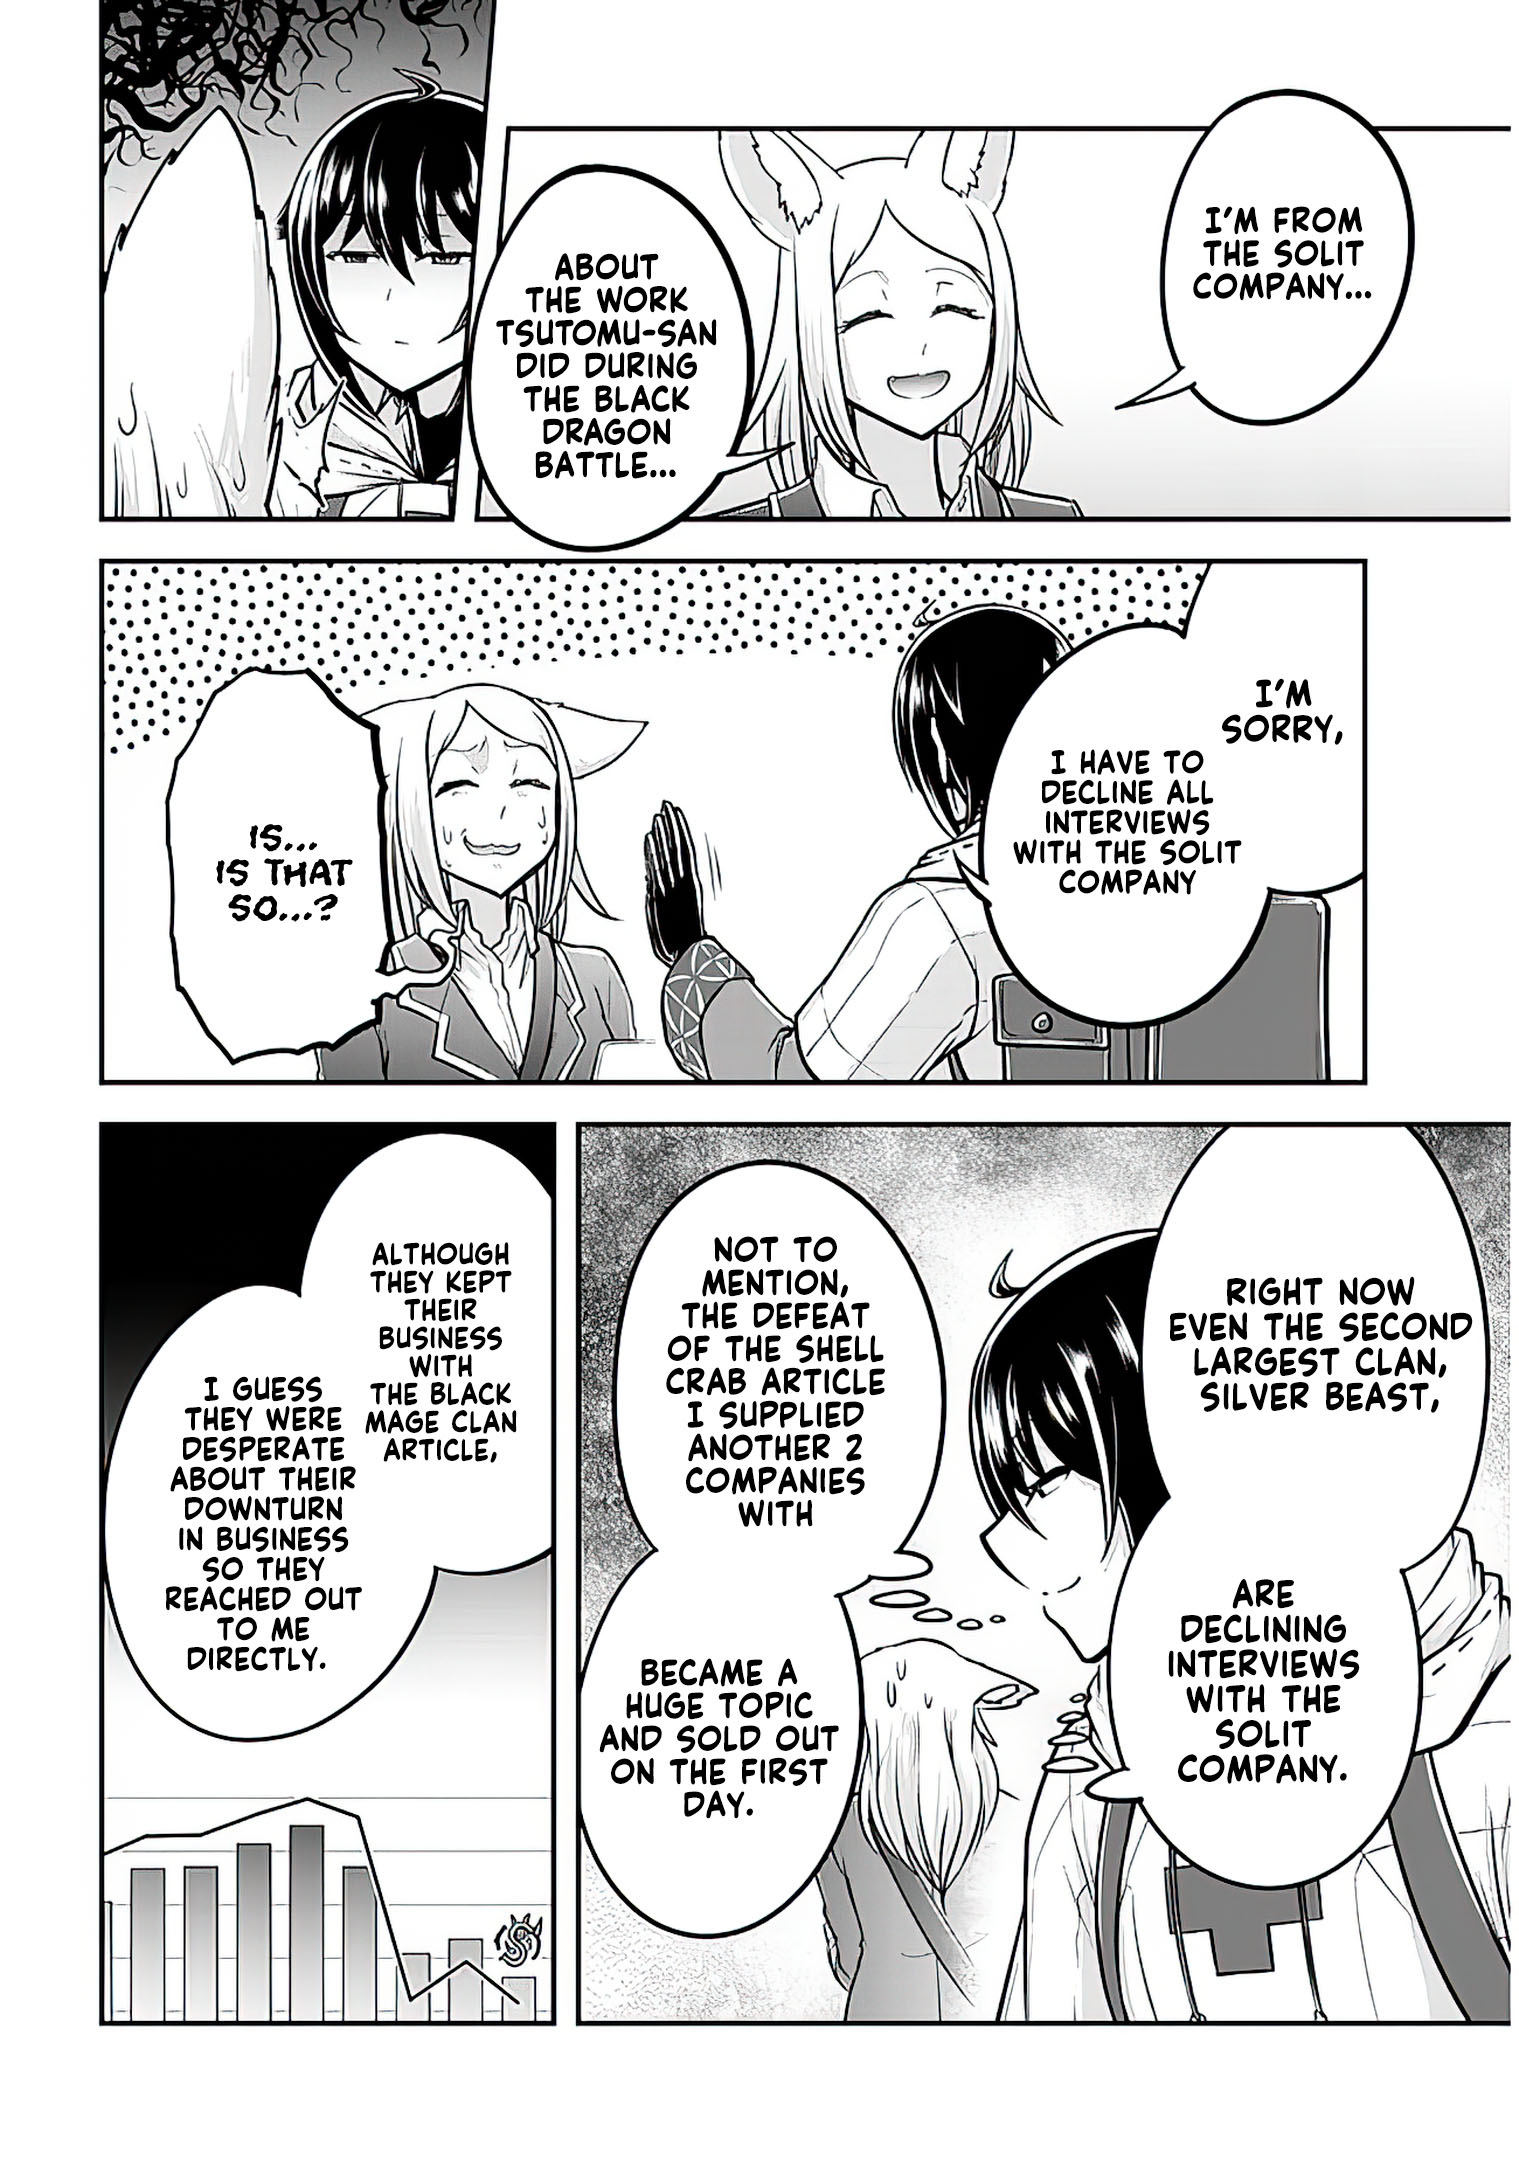 I'M FROM
THE SOLIT
COMPANY...
ABOUT
THE WORK
TSUTOMU-SAN
DID DURING
THE BLACK
DRAGON
BATTLE...
I'M
SORRY,
I HAVE TO
DECLINE ALL
INTERVIEWS
WITH THE SOLIT
COMPANY
IS...
IS THAT
SO...?
RIGHT NOW
EVEN THE SECOND
LARGEST CLAN,
SILVER BEAST,
ARE
DECLINING
INTERVIEWS
WITH THE
SOLIT
COMPANY.
NOT TO
MENTION,
THE DEFEAT
OF THE SHELL
CRAB ARTICLE
I SUPPLIED
ANOTHER 2
COMPANIES
WITH
BECAME A
HUGE TOPIC
AND SOLD OUT
ON THE FIRST
DAY.
ALTHOUGH
THEY KEPT
THEIR
BUSINESS
WITH
THE BLACK
MAGE CLAN
ARTICLE,
I GUESS
THEY WERE
DESPERATE
ABOUT THEIR
DOWNTURN
IN BUSINESS
SO THEY
REACHED OUT
TO ME
DIRECTLY.